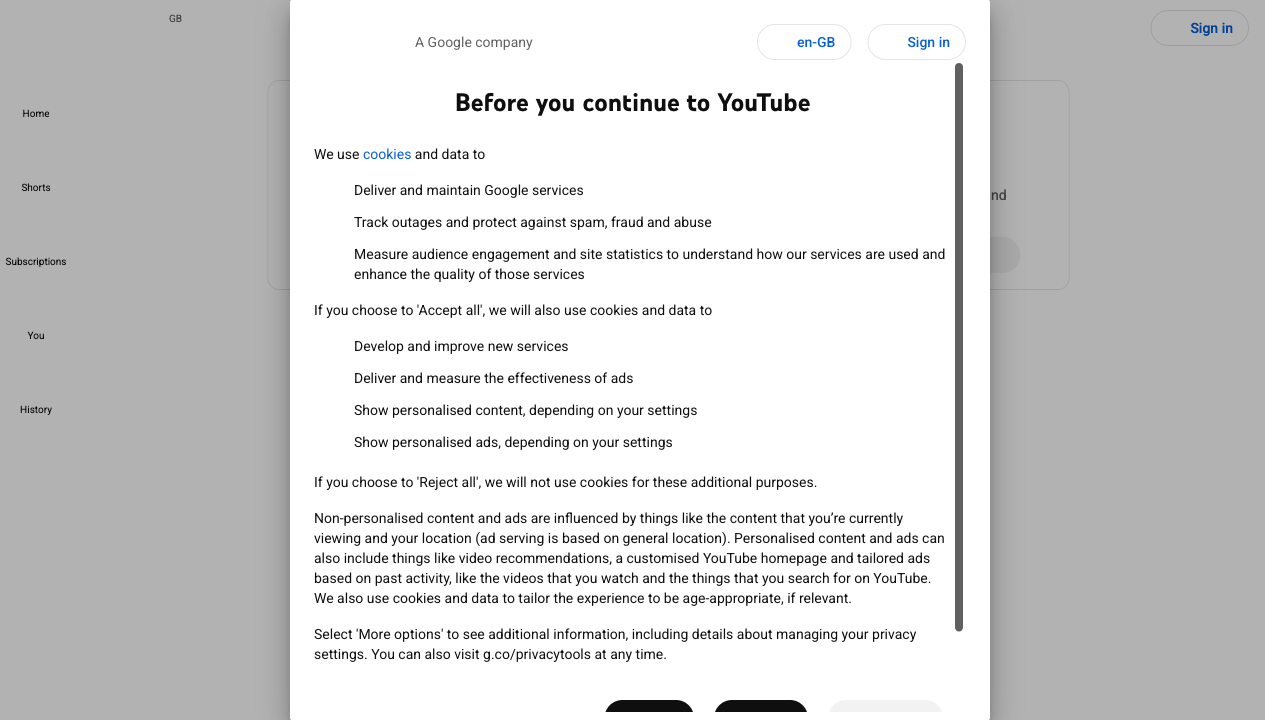 GB
A Google company
en-GB
Sign in
Sign in
Before you continue to YouTube
Home
We use cookies and data to
Shorts
Deliver and maintain Google services
nd
Track outages and protect against spam, fraud and abuse
Measure audience engagement and site statistics to understand how our services are used and
enhance the quality of those services
Subscriptions
If you choose to 'Accept all', we will also use cookies and data to
You
Develop and improve new services
Deliver and measure the effectiveness of ads
Show personalised content, depending on your settings
History
Show personalised ads, depending on your settings
If you choose to 'Reject all', we will not use cookies for these additional purposes.
Non-personalised content and ads are influenced by things like the content that you’re currently
viewing and your location (ad serving is based on general location). Personalised content and ads can
also include things like video recommendations, a customised YouTube homepage and tailored ads
based on past activity, like the videos that you watch and the things that you search for on YouTube.
We also use cookies and data to tailor the experience to be age-appropriate, if relevant.
Select 'More options' to see additional information, including details about managing your privacy
settings. You can also visit g.co/privacytools at any time.